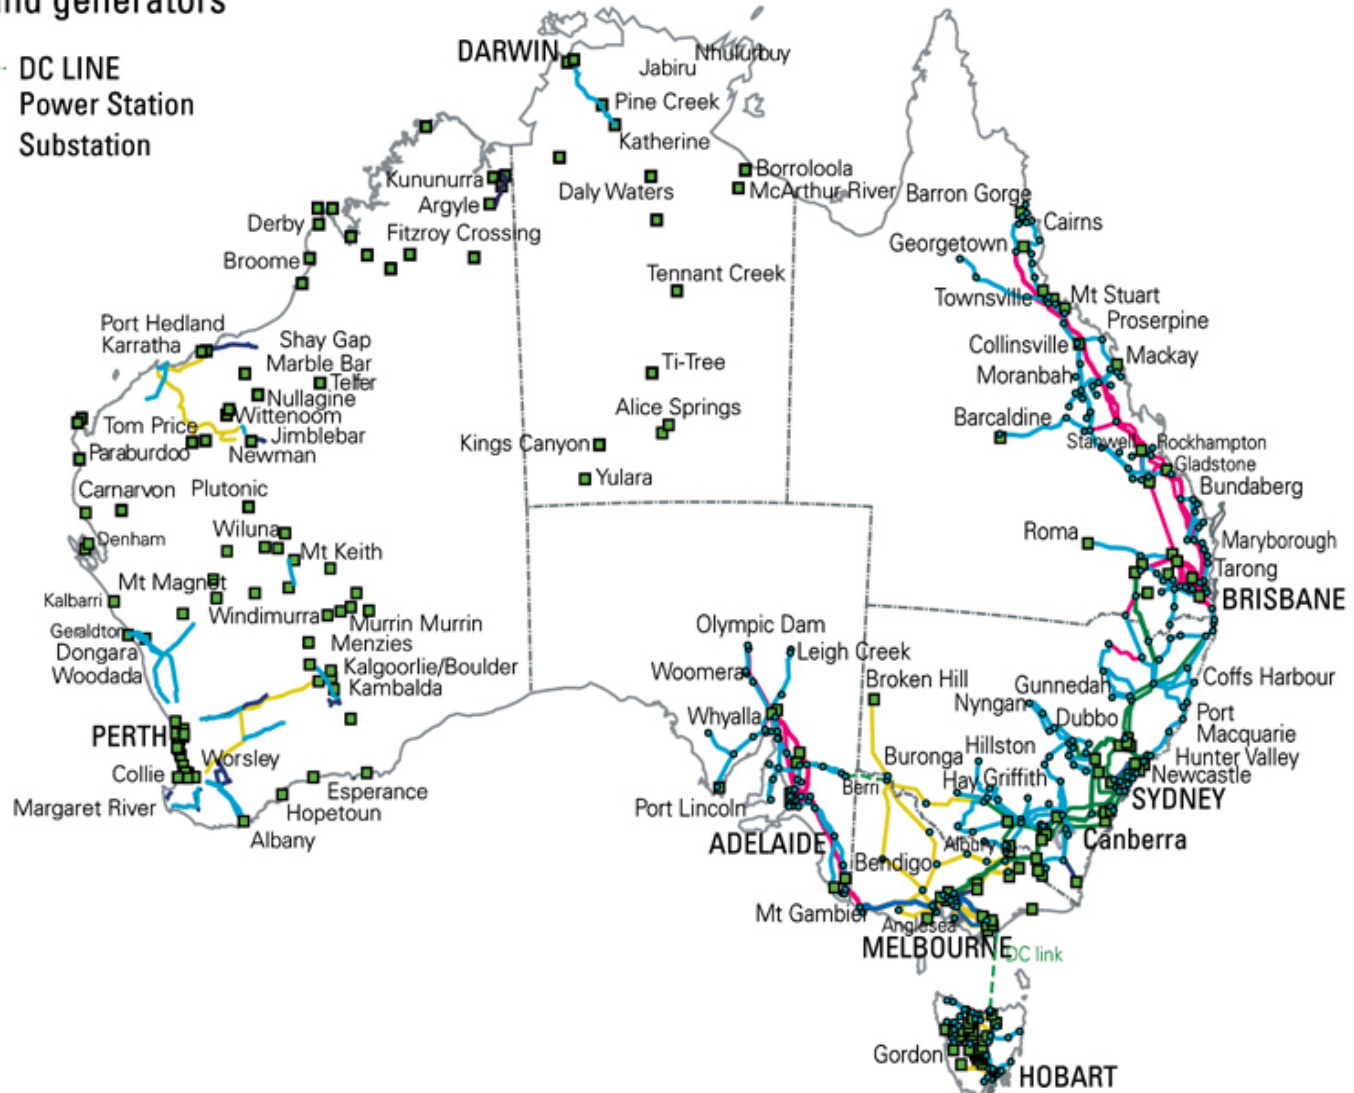 and generators
DC LINE
Power Station
Substation
DARWIN
Nhulurbuy
Jabiru
Pine Creek
Katherine
Borroloola
Daly Waters
McArthur River
Kununurra
Argyle
Derby
Fitzroy Crossing
Broome
Tennant Creek
Barron Gorge
Cairns
Georgetown
Townsville
Mt Stuart
Proserpine
Collinsville
Mackay
Moranbah
Barcaldine
Stanwell
Rockhampton
Gladstone
Bundaberg
Port Hedland
Karratha
Shay Gap
Marble Bar
Telfer
Nullagine
Wittenoom
Tom Price
Jimblebar
Paraburdoo
Newman
Ti-Tree
Alice Springs
Kings Canyon
Yulara
Carnarvon
Plutonic
Wiluna
Denham
Mt Keith
Mt Magnet
Kalbarri
Windimurra
Murrin Murrin
Geraldton
Menzies
Dongara
Woodada
Kalgoorlie/Boulder
Kambalda
PERTH
Worsley
Collie
Margaret River
Esperance
Hopetoun
Albany
Roma
Maryborough
Tarong
BRISBANE
Olympic Dam
Leigh Creek
Woomera
Whyalla
Port Lincoln
ADELAIDE
Mt Gambier
Broken Hill
Gunnedah
Coffs Harbour
Nyngan
Dubbo
Port
Macquarie
Buronga
Hillston
Hunter Valley
Hay
Griffith
Newcastle
Berri
SYDNEY
Albury
Canberra
Bendigo
Anglesea
MELBOURNE
DC link
Gordon
HOBART